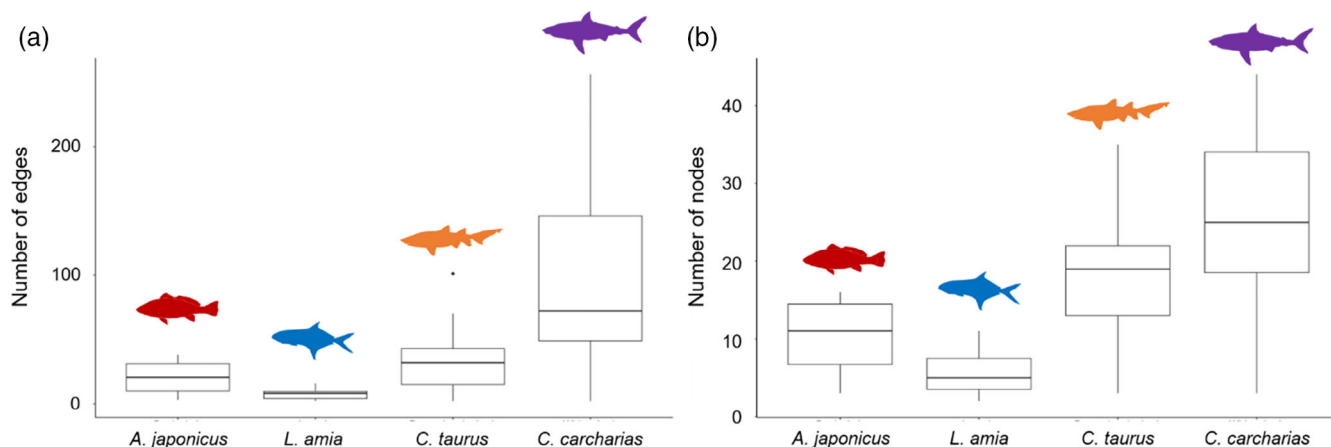 (a)
Number of edges
200
100
0
A. japonicus L. amia C. taurus C. carcharias
(b)
Number of nodes
40
30
20
10
0
A. japonicus L. amia C. taurus C. carcharias